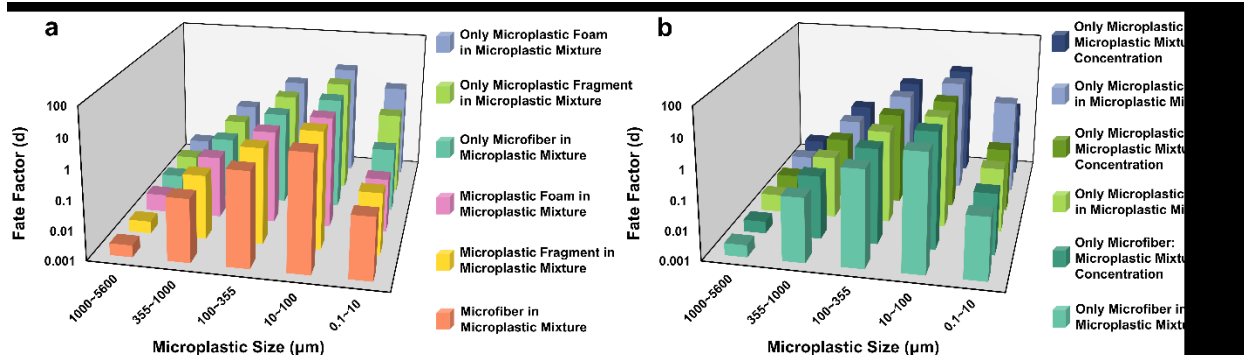 a
Fate Factor (d)
100
10
1
0.1
0.01
0.001
1000~5600
355~1000
100~355
10~100
0.1~10
Microplastic Size (μm)
Only Microplastic Foam
in Microplastic Mixture
Only Microplastic Fragment
in Microplastic Mixture
Only Microfiber in
Microplastic Mixture
Microplastic Foam in
Microplastic Mixture
Microplastic Fragment in
Microplastic Mixture
Microfiber in
Microplastic Mixture
b
Fate Factor (d)
100
10
1
0.1
0.01
0.001
1000~5600
355~1000
100~355
10~100
0.1~10
Microplastic Size (μm)
Only Microplastic
Microplastic Mixtu
Concentration
Only Microplastic
in Microplastic Mi
Only Microplastic
Microplastic Mixtu
Concentration
Only Microplastic
in Microplastic Mi
Only Microfiber:
Microplastic Mixtu
Concentration
Only Microfiber in
Microplastic Mixtu